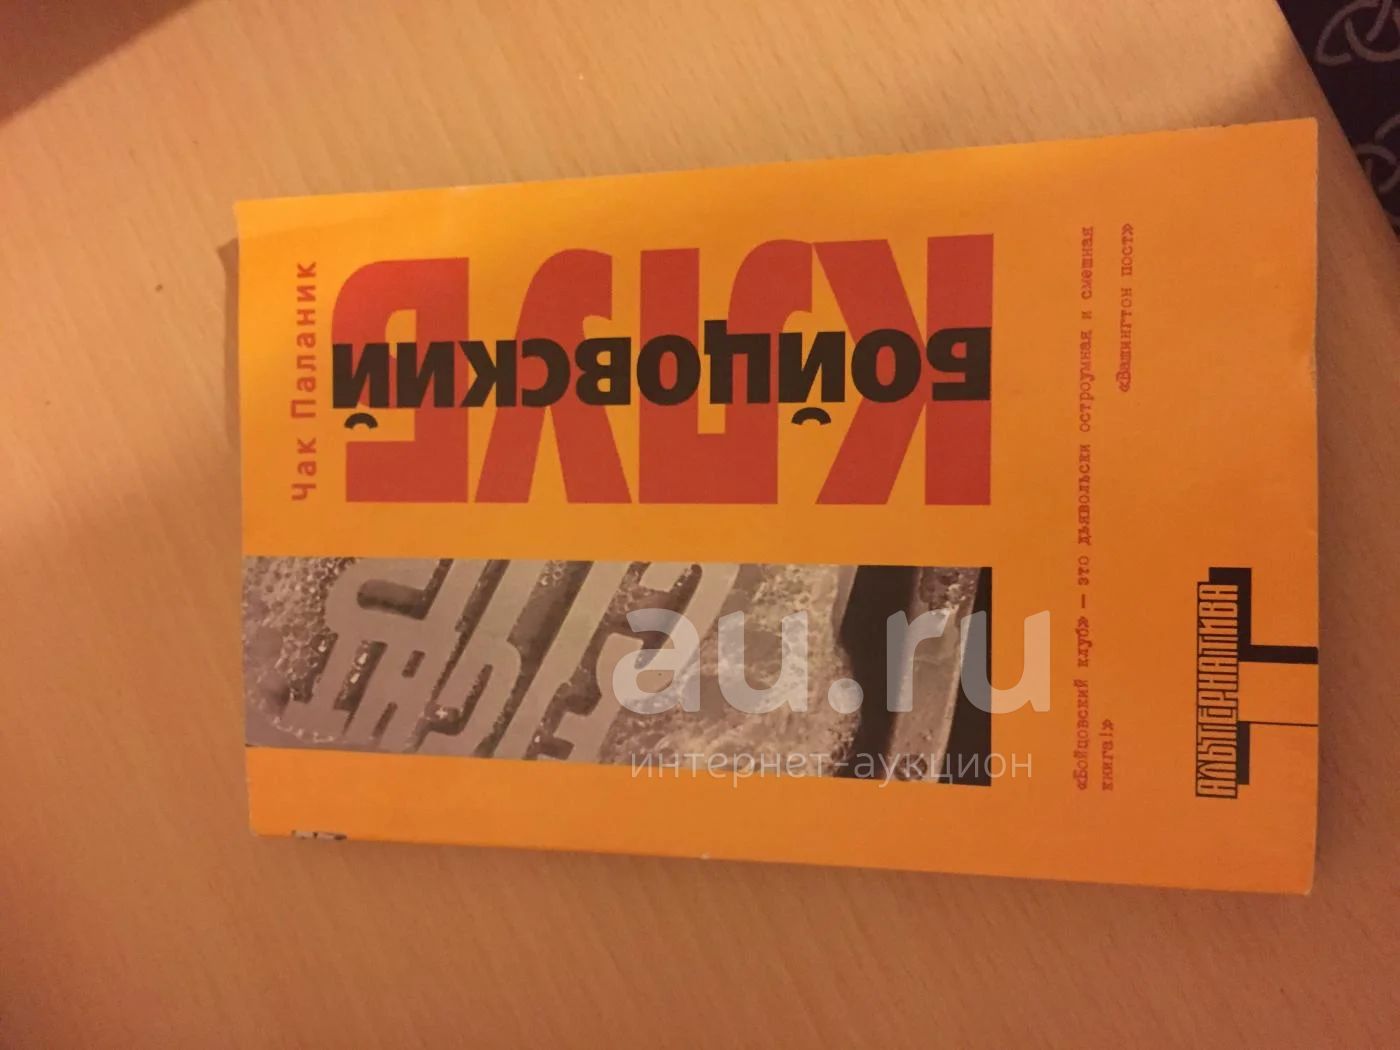 Чак Паланик
КЛУБ
БОЙЦОВСКИЙ
«Бойцовский клуб» — это дьявольски остроумная и смешная
книга!»
«Вашингтон пост»
АЛЬТЕРНАТИВА
au.ru
интернет-аукцион